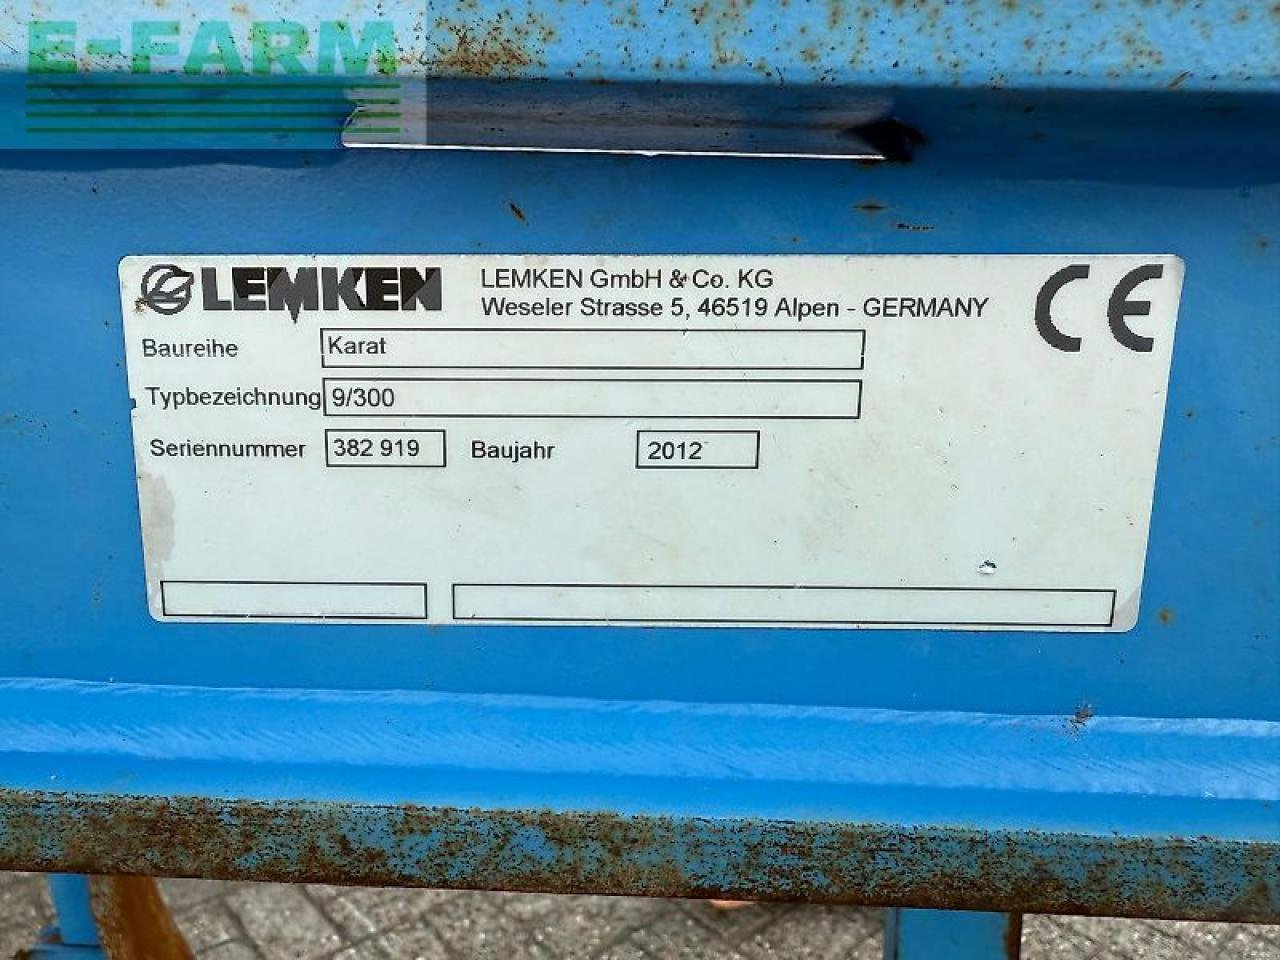 E-FARM
LEMKEN
LEMKEN GmbH & Co. KG
Weseler Strasse 5, 46519 Alpen - GERMANY
CE
Baureihe Karat
Typbezeichnung 9/300
Seriennummer 382 919 Baujahr 2012